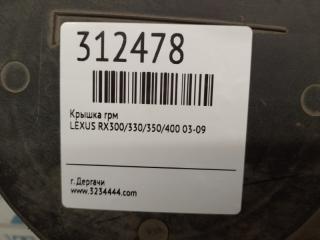 312478
Крышка грм
LEXUS RX300/330/350/400 03-09
г. Дергачи
www.3234444.com